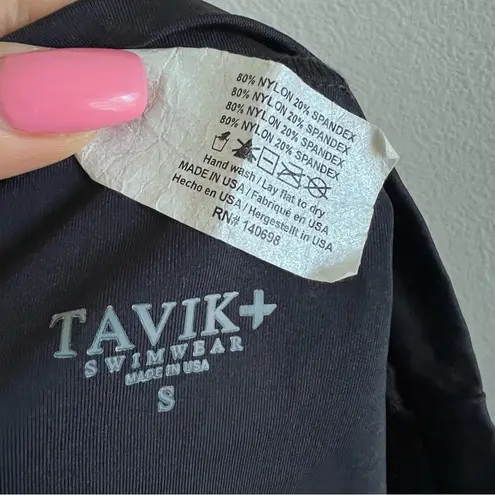 80% NYLON 20% SPANDEX
80% NYLON 20% SPANDEX
80% NYLON 20% SPANDEX
80% NYLON 20% SPANDEX
Hand wash / Lay flat to dry
MADE IN USA / Fabriqué en USA
Hecho en USA / Hergestellt in USA
RN# 140698
TAVIK+
SWIMWEAR
MADE IN USA
S